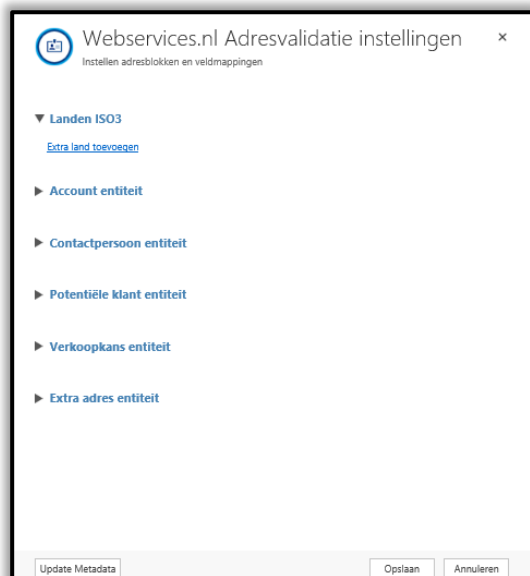 Webservices.nl Adresvalidatie instellingen
Instellen adresblokken en veldmappingen
Landen ISO3
Extra land toevoegen
Account entiteit
Contactpersoon entiteit
Potentiële klant entiteit
Verkoopkans entiteit
Extra adres entiteit
Update Metadata
Opslaan
Annuleren